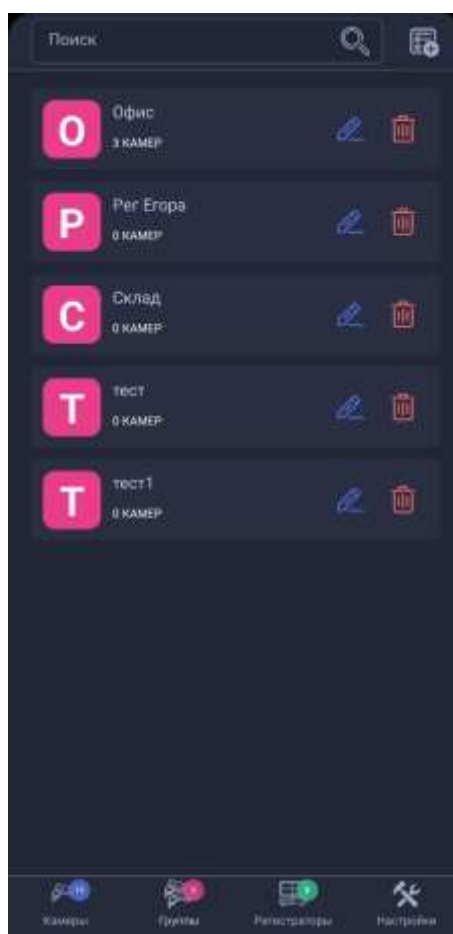 Поиск
О
Офис
3 КАМЕР
Р
Рег Егора
0 КАМЕР
С
Склад
0 КАМЕР
Т
тест
0 КАМЕР
Т
тест1
0 КАМЕР
Камеры
Группы
Регистраторы
Настройки